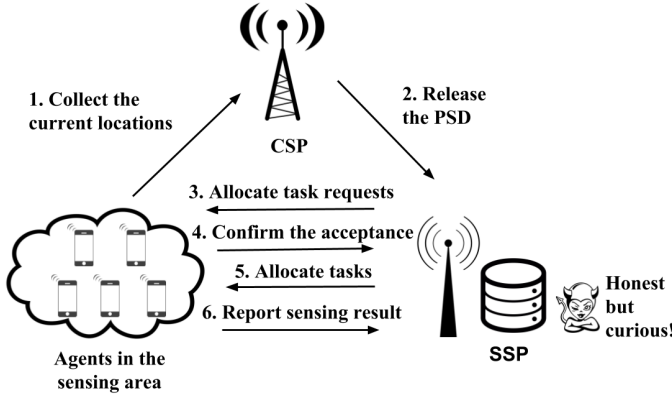 1. Collect the
current locations
2. Release
the PSD
CSP
3. Allocate task requests
4. Confirm the acceptance
5. Allocate tasks
6. Report sensing result
Honest
but
curious!
Agents in the
sensing area
SSP